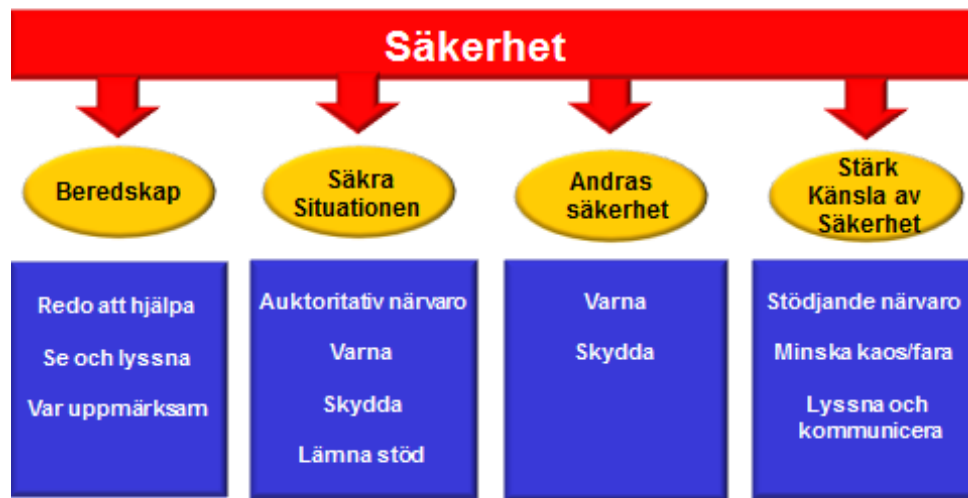 Säkerhet
Beredskap
Säkra
Situationen
Andras
säkerhet
Stärk
Känsla av
Säkerhet
Redo att hjälpa
Se och lyssna
Var uppmärksam
Auktoritativ närvaro
Varna
Skydda
Lämna stöd
Varna
Skydda
Stödjande närvaro
Minska kaos/fara
Lyssna och
kommunicera